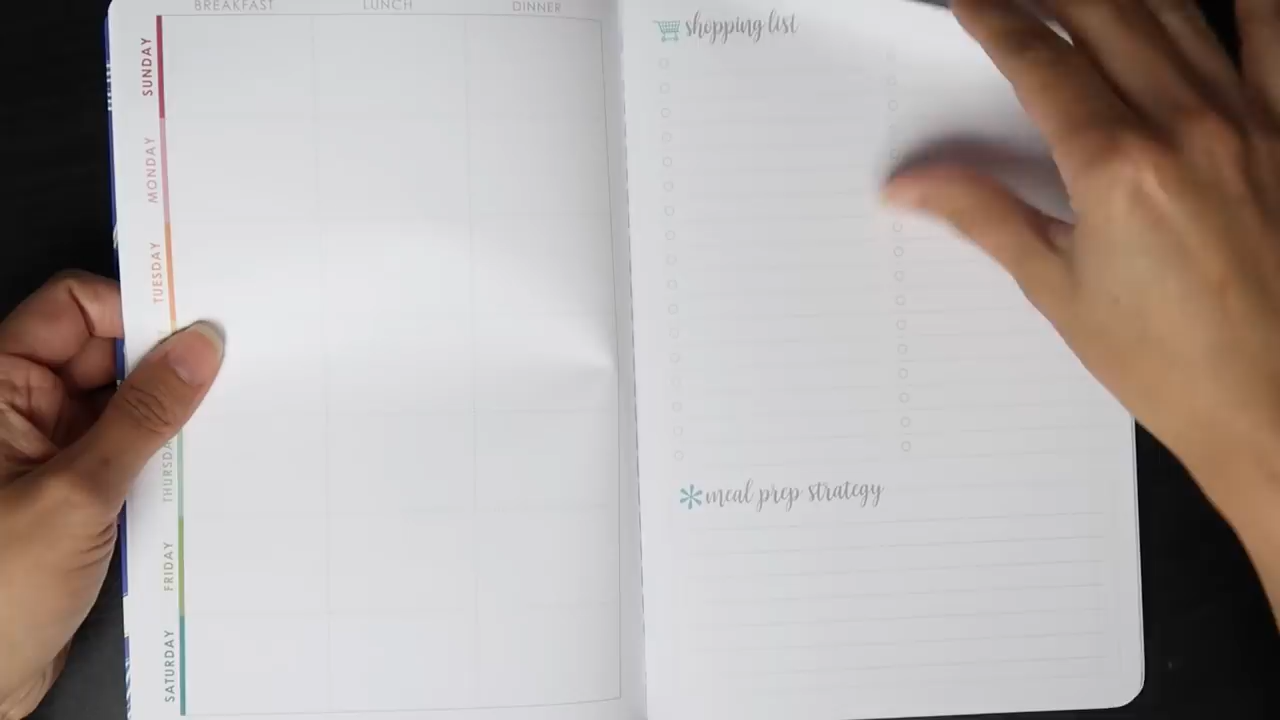 BREAKFAST LUNCH DINNER
SUNDAY
MONDAY
TUESDAY
THURSDAY
FRIDAY
SATURDAY
shopping list
meal prep strategy